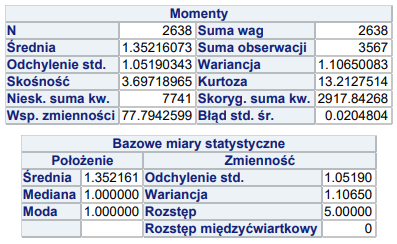 Momenty
N 2638 Suma wag 2638
Średnia 1.35216073 Suma obserwacji 3567
Odchylenie std. 1.05190343 Wariancja 1.10650083
Skośność 3.69718965 Kurtoza 13.2127514
Niesk. suma kw. 7741 Skoryg. suma kw. 2917.84268
Wsp. zmienności 77.7942599 Błąd std. śr. 0.0204804
Bazowe miary statystyczne
Położenie Zmienność
Średnia 1.352161 Odchylenie std. 1.05190
Mediana 1.000000 Wariancja 1.10650
Moda 1.000000 Rozstęp 5.00000
Rozstęp międzyćwiartkowy 0